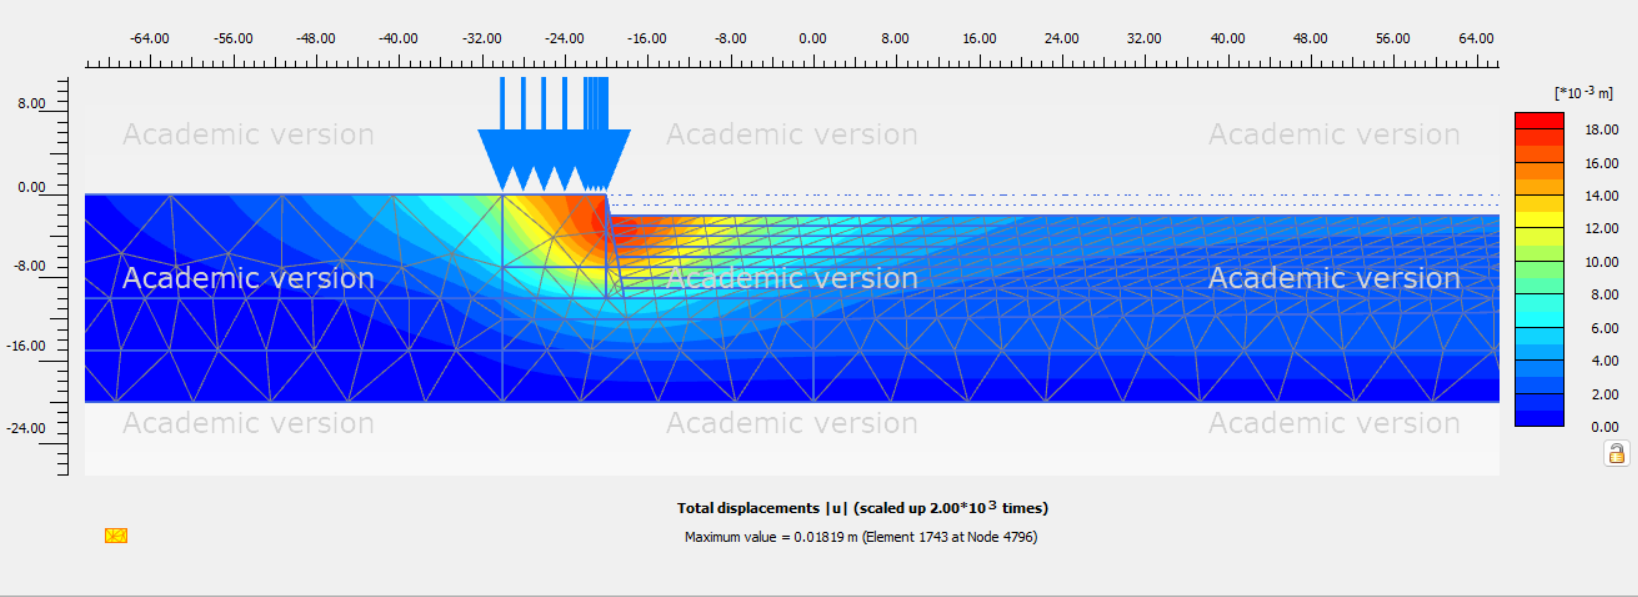 -64.00 -56.00 -48.00 -40.00 -32.00 -24.00 -16.00 -8.00 0.00 8.00 16.00 24.00 32.00 40.00 48.00 56.00 64.00
[*10 -3 m]
8.00
0.00
-8.00
-16.00
-24.00
Academic version Academic version Academic version
Academic version Academic version Academic version
Academic version Academic version Academic version
18.00
16.00
14.00
12.00
10.00
8.00
6.00
4.00
2.00
0.00
Total displacements |u| (scaled up 2.00*10 3 times)
Maximum value = 0.01819 m (Element 1743 at Node 4796)